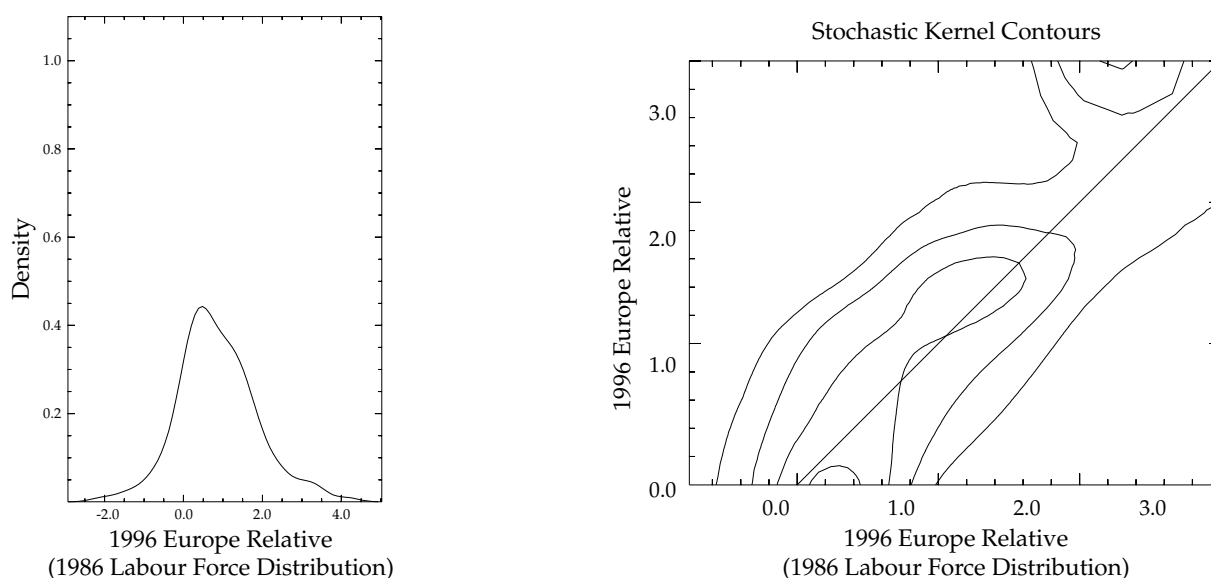 1.0
0.8
0.6
0.4
0.2
Density
-2.0 0.0 2.0 4.0
1996 Europe Relative
(1986 Labour Force Distribution)
Stochastic Kernel Contours
3.0
2.0
1.0
0.0
1996 Europe Relative
0.0 1.0 2.0 3.0
1996 Europe Relative
(1986 Labour Force Distribution)